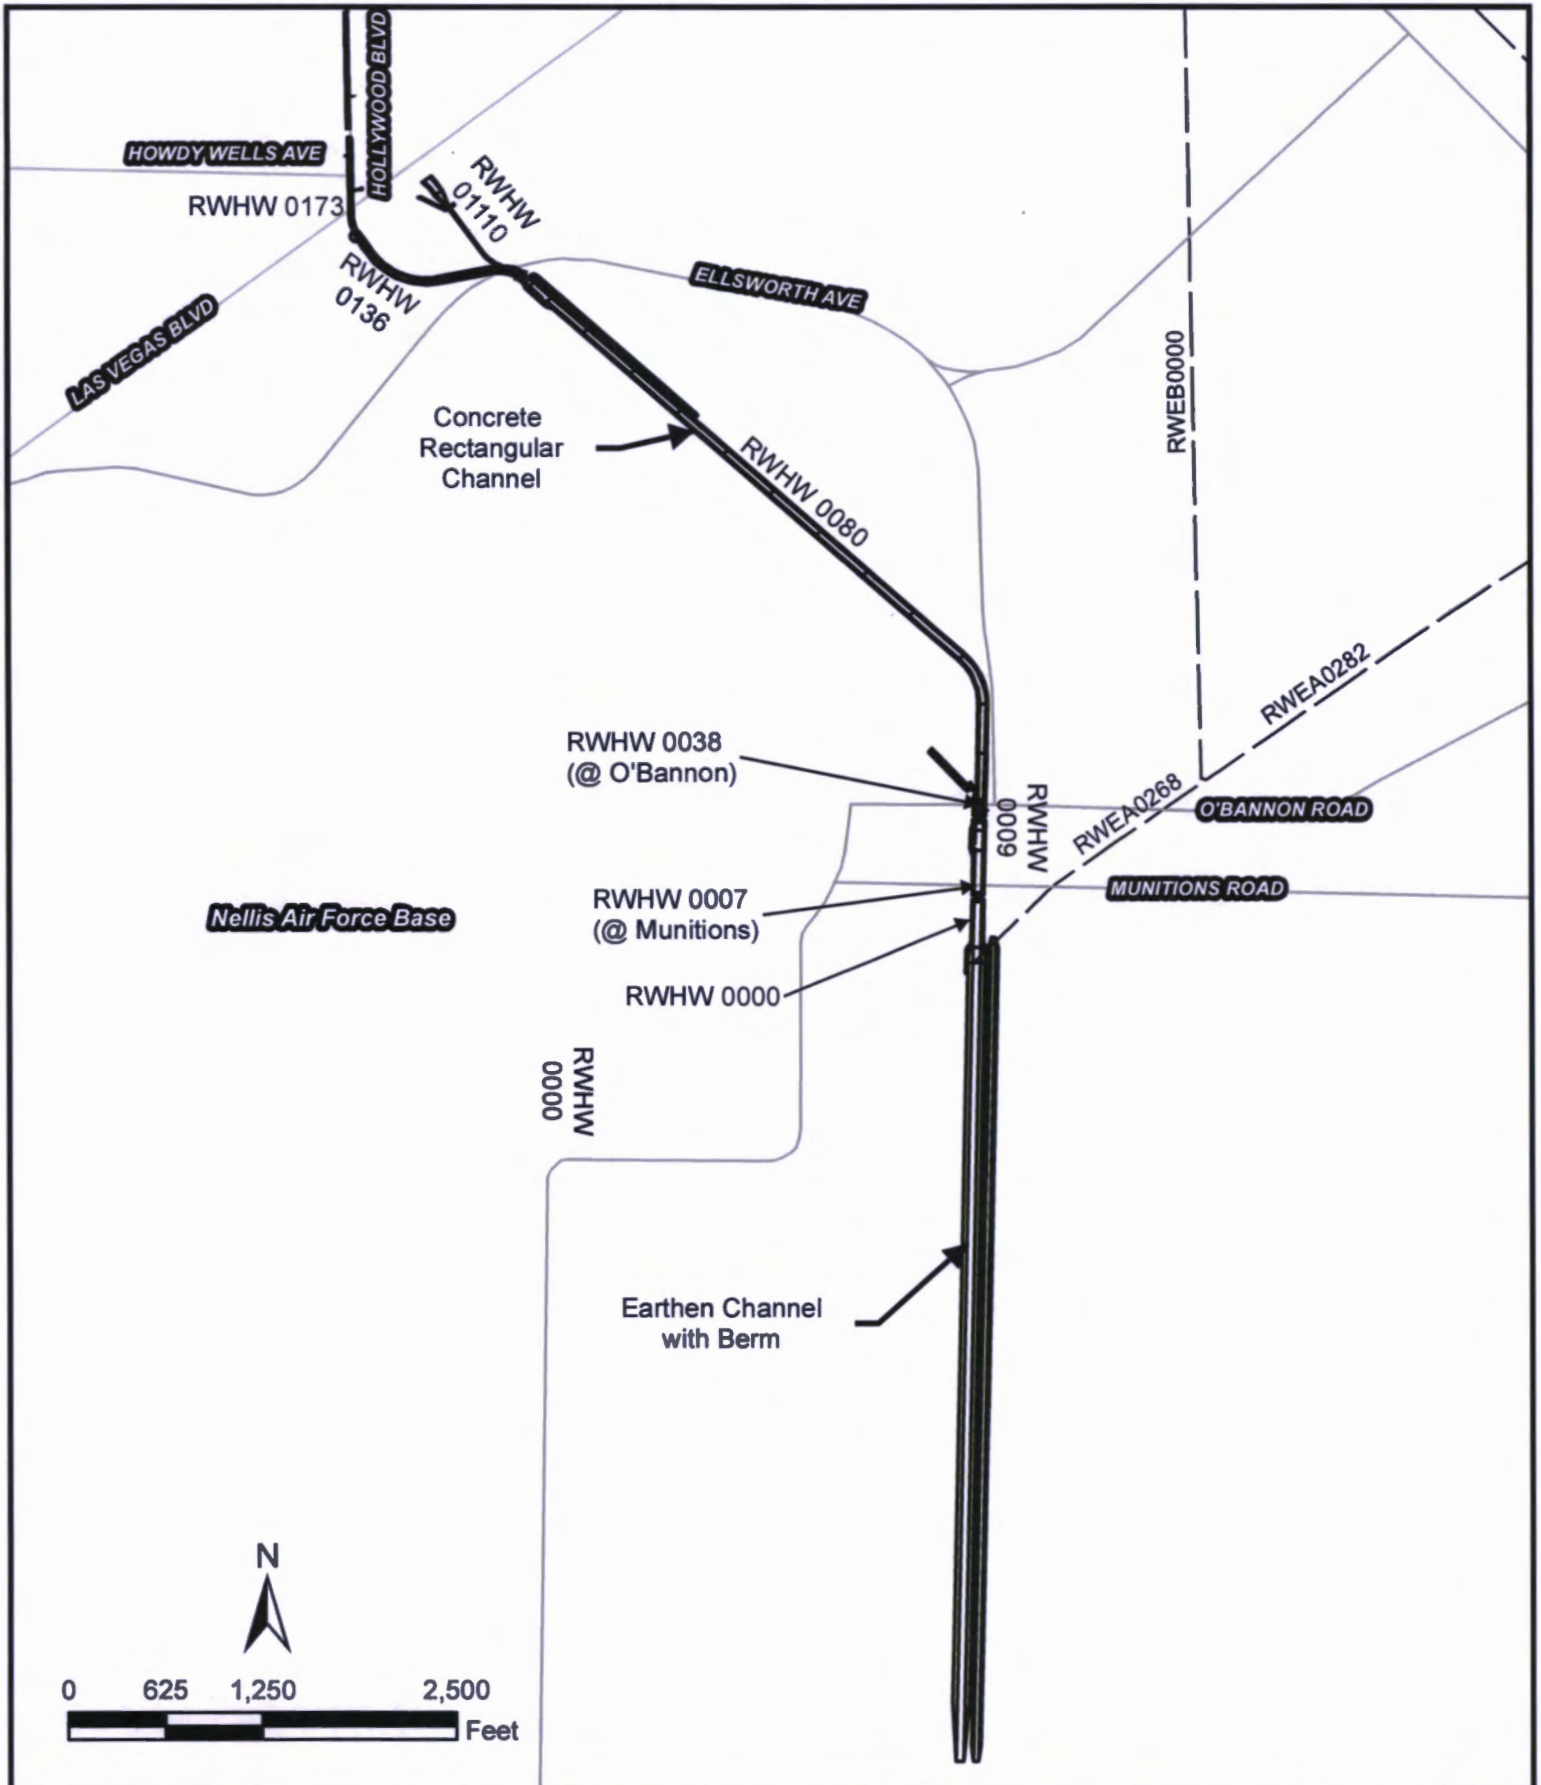 HOLLYWOOD BLVD
HOWDY WELLS AVE
RWHW 0173
RWHW
01110
RWHW
0136
ELLSWORTH AVE
LAS VEGAS BLVD
Concrete
Rectangular
Channel
RWHW 0080
RWEB0000
RWEA0282
RWHW 0038
(@ O'Bannon)
RWHW
0009
RWEA0268
O'BANNON ROAD
MUNITIONS ROAD
RWHW 0007
(@ Munitions)
Nellis Air Force Base
RWHW 0000
RWHW
0000
Earthen Channel
with Berm
N
0 625 1,250 2,500
Feet